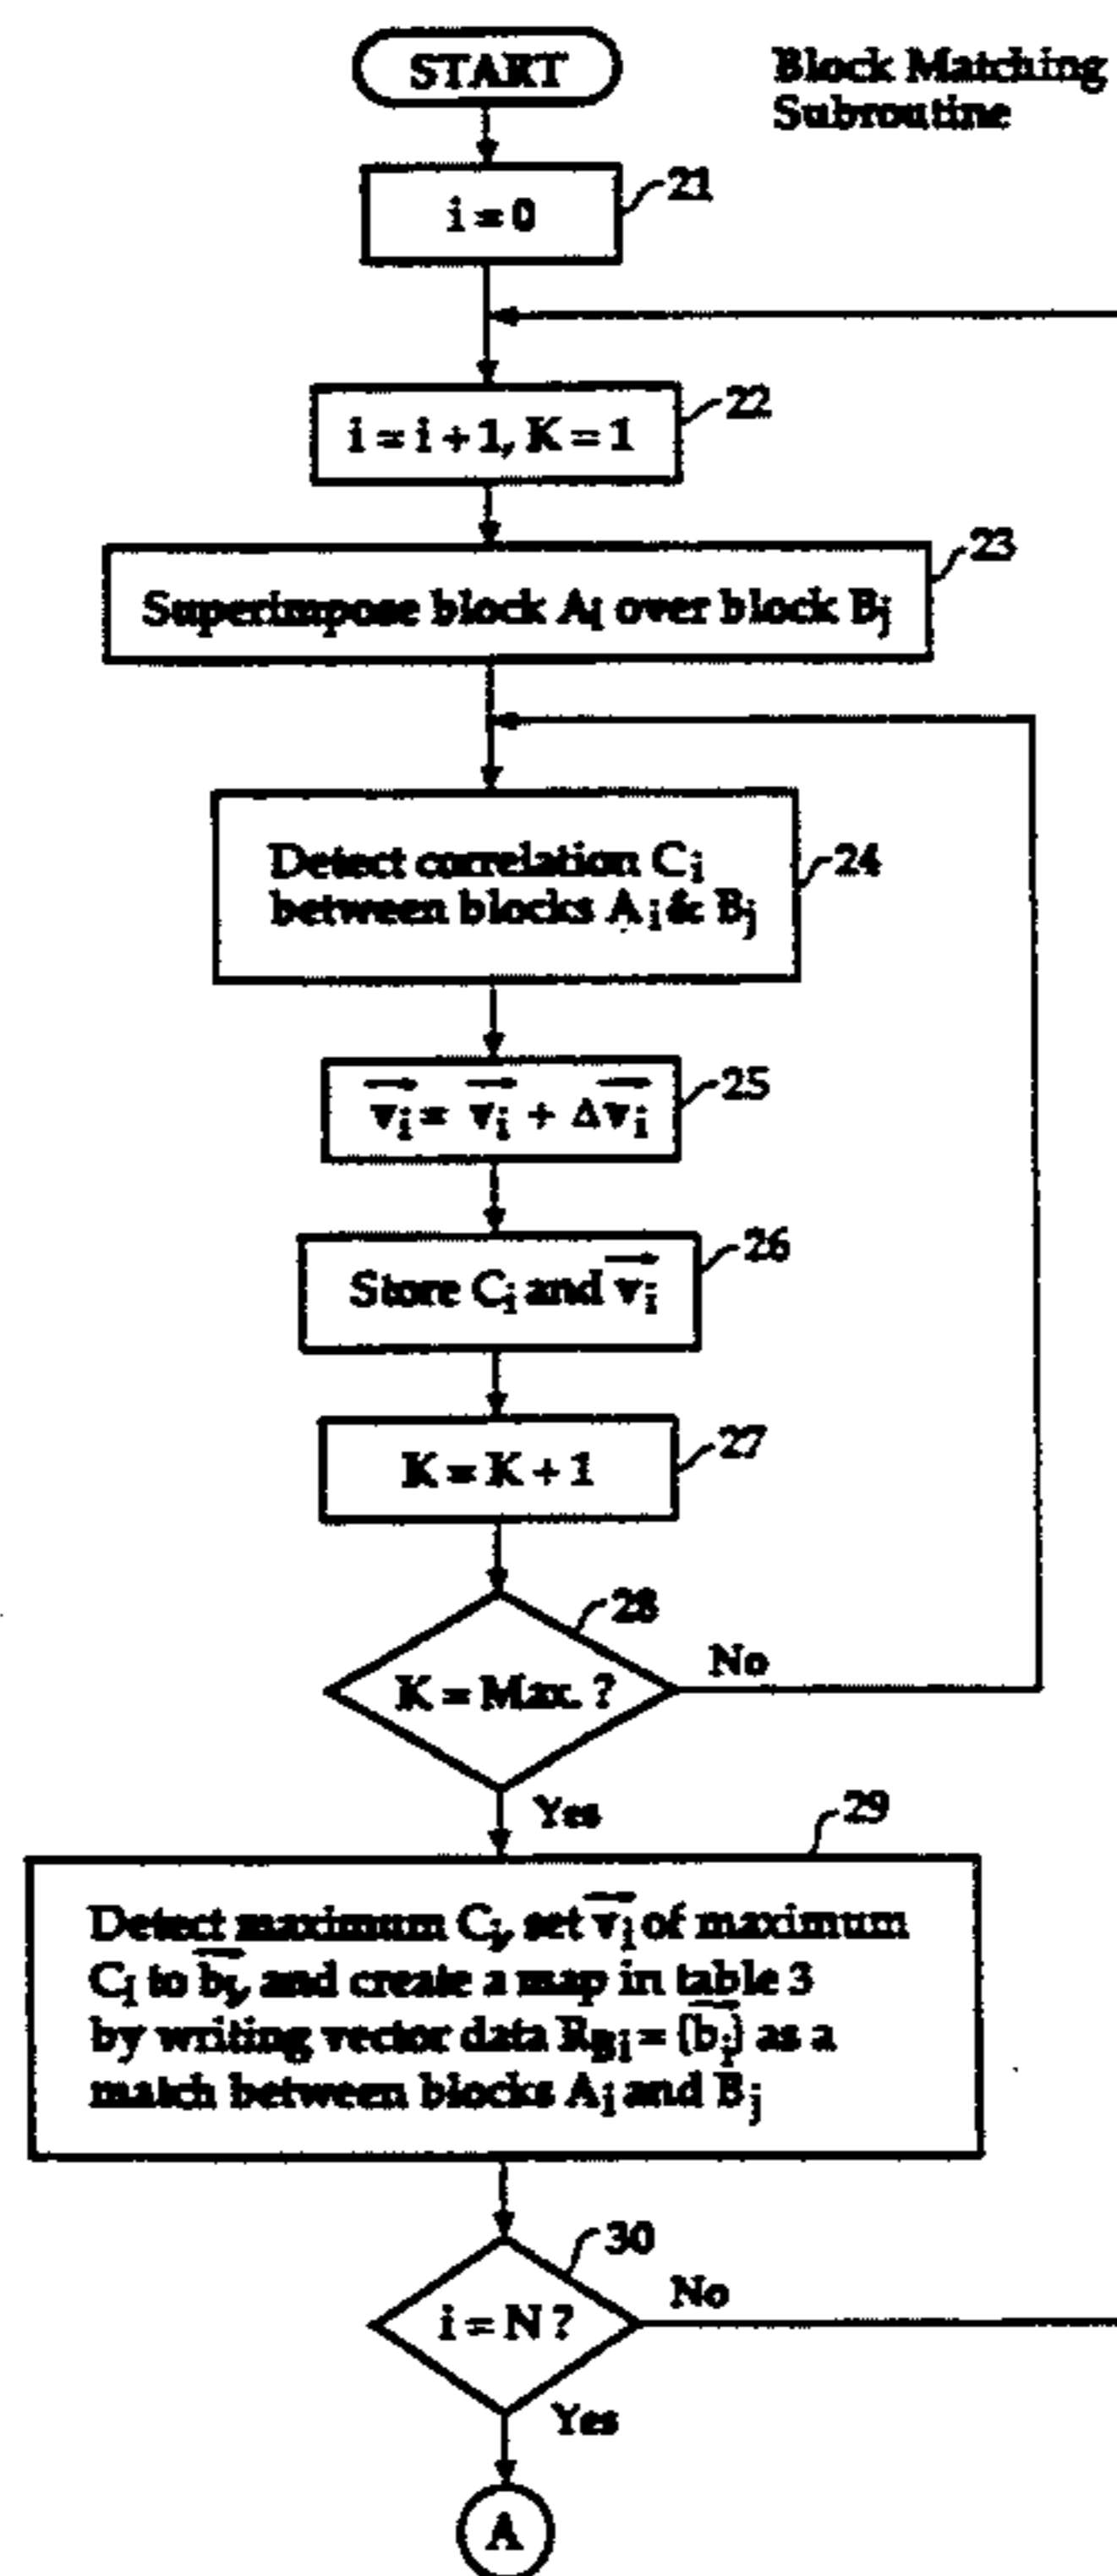 START
Block Matching
Subroutine
21
i = 0
22
i = i + 1, K = 1
23
Superimpose block Ai over block Bj
24
Detect correlation Ci
between blocks Ai & Bj
25
vi = vi + Δvi
26
Store Ci and vi
27
K = K + 1
28
K = Max. ?
No
Yes
29
Detect maximum Ci, set vi of maximum
Ci to bi, and create a map in table 3
by writing vector data RBi = {bi} as a
match between blocks Ai and Bj
30
i = N ?
No
Yes
A